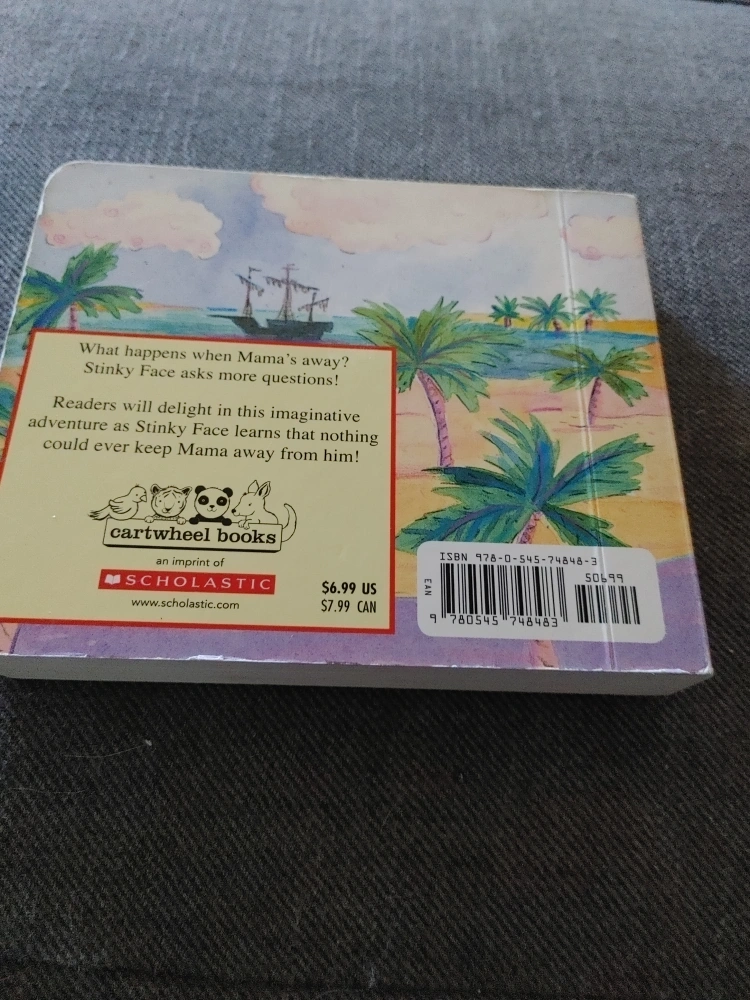 What happens when Mama's away?
Stinky Face asks more questions!
Readers will delight in this imaginative
adventure as Stinky Face learns that nothing
could ever keep Mama away from him!
cartwheel books
an imprint of
SCHOLASTIC
www.scholastic.com
$6.99 US
$7.99 CAN
ISBN 978-0-545-74848-3
50699
EAN
9 780545 748483